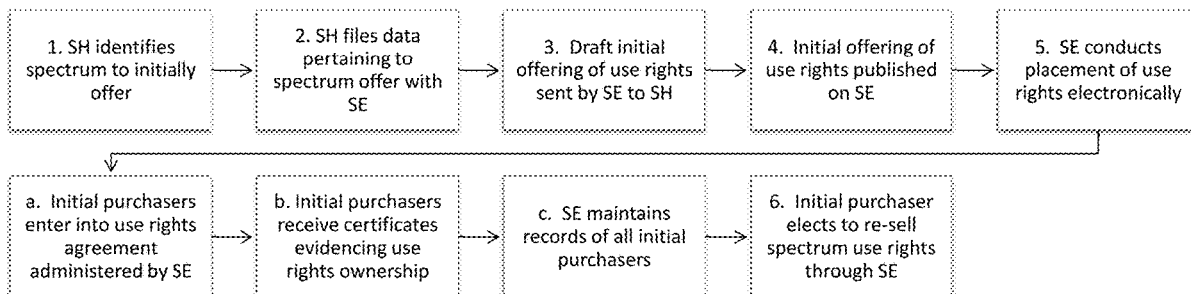 1. SH identifies
spectrum to initially
offer
2. SH files data
pertaining to
spectrum offer with
SE
3. Draft initial
offering of use rights
sent by SE to SH
4. Initial offering of
use rights published
on SE
5. SE conducts
placement of use
rights electronically
a. Initial purchasers
enter into use rights
agreement
administered by SE
b. Initial purchasers
receive certificates
evidencing use
rights ownership
c. SE maintains
records of all initial
purchasers
6. Initial purchaser
elects to re-sell
spectrum use rights
through SE